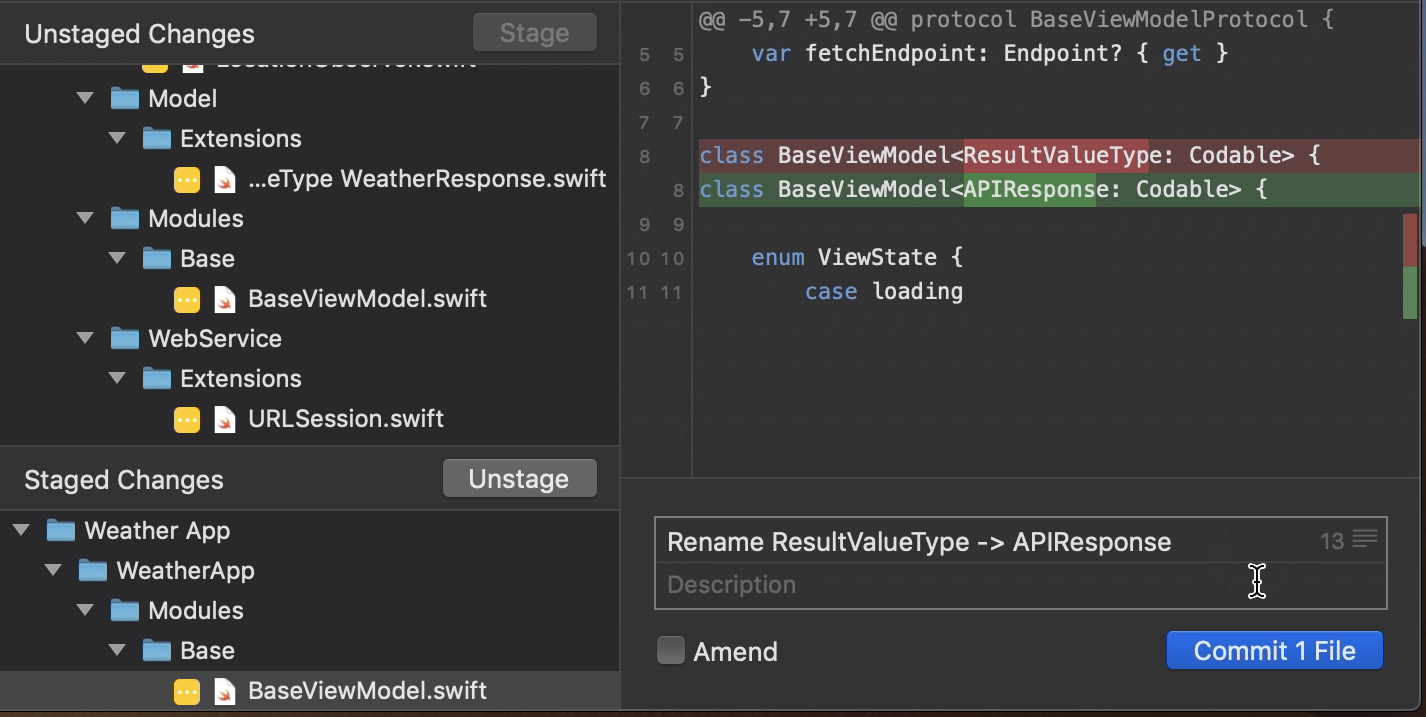 Unstaged Changes
Stage
LocationObserver.swift
Model
Extensions
...eType WeatherResponse.swift
Modules
Base
BaseViewModel.swift
WebService
Extensions
URLSession.swift
Staged Changes
Unstage
Weather App
WeatherApp
Modules
Base
BaseViewModel.swift
@@ -5,7 +5,7 @@ protocol BaseViewModelProtocol {
5 5 var fetchEndpoint: Endpoint? { get }
6 6 }
7 7
8 class BaseViewModel<ResultValueType: Codable> {
8 class BaseViewModel<APIResponse: Codable> {
9 9
10 10 enum ViewState {
11 11 case loading
Rename ResultValueType -> APIResponse
13
Description
Amend
Commit 1 File